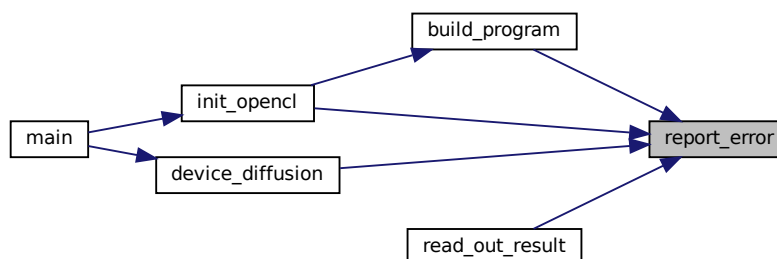 build_program
init_opencl
main
report_error
device_diffusion
read_out_result